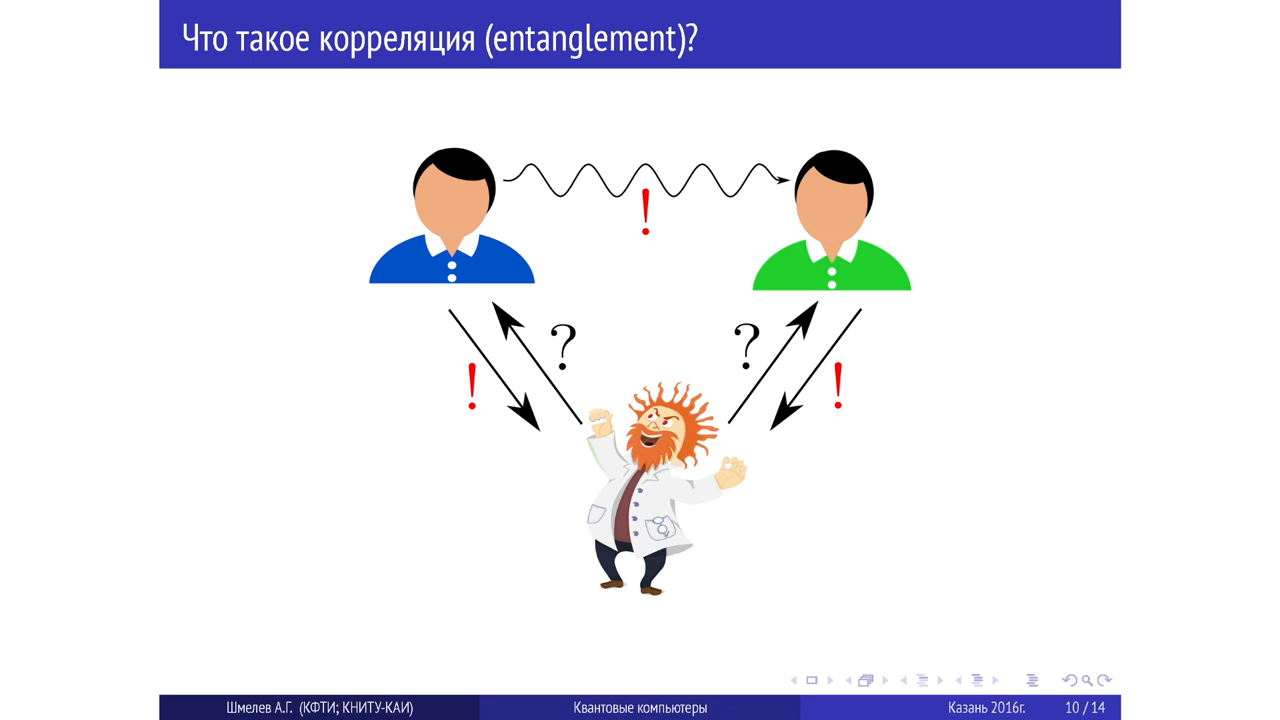 Что такое корреляция (entanglement)?
!
? ?
! !
Шмелев А.Г. (КФТИ; КНИТУ-КАИ) Квантовые компьютеры Казань 2016г. 10 / 14